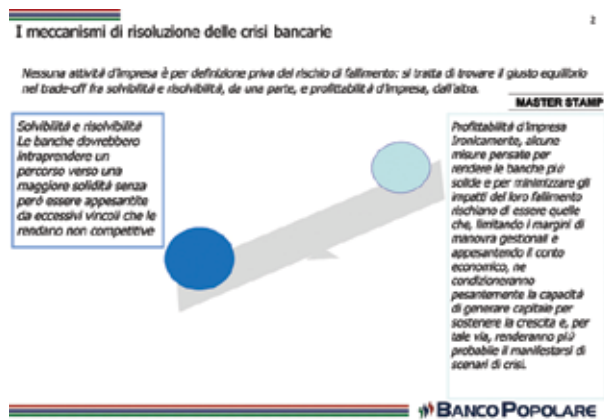 2
I meccanismi di risoluzione delle crisi bancarie
Nessuna attività d'impresa è per definizione priva del rischio di fallimento: si tratta di trovare il giusto equilibrio
nel trade-off fra solvibilità e risolvibilità, da una parte, e profittabilità d'impresa, dall'altra.
MASTER STAMP
Solvibilità e risolvibilità
Le banche dovrebbero
intraprendere un
percorso verso una
maggiore solidità senza
però essere appesantite
da eccessivi vincoli che le
rendano non competitive
Profittabilità d'impresa
Ironicamente, alcune
misure pensate per
rendere le banche più
solide e per minimizzare gli
impatti del loro fallimento
rischiano di essere quelle
che, limitando i margini di
manovra gestionali e
appesantendo il conto
economico, ne
condizioneranno
pesantemente la capacità
di generare capitale per
sostenere la crescita e, per
tale via, renderanno più
probabile il manifestarsi di
scenari di crisi.
BANCO POPOLARE